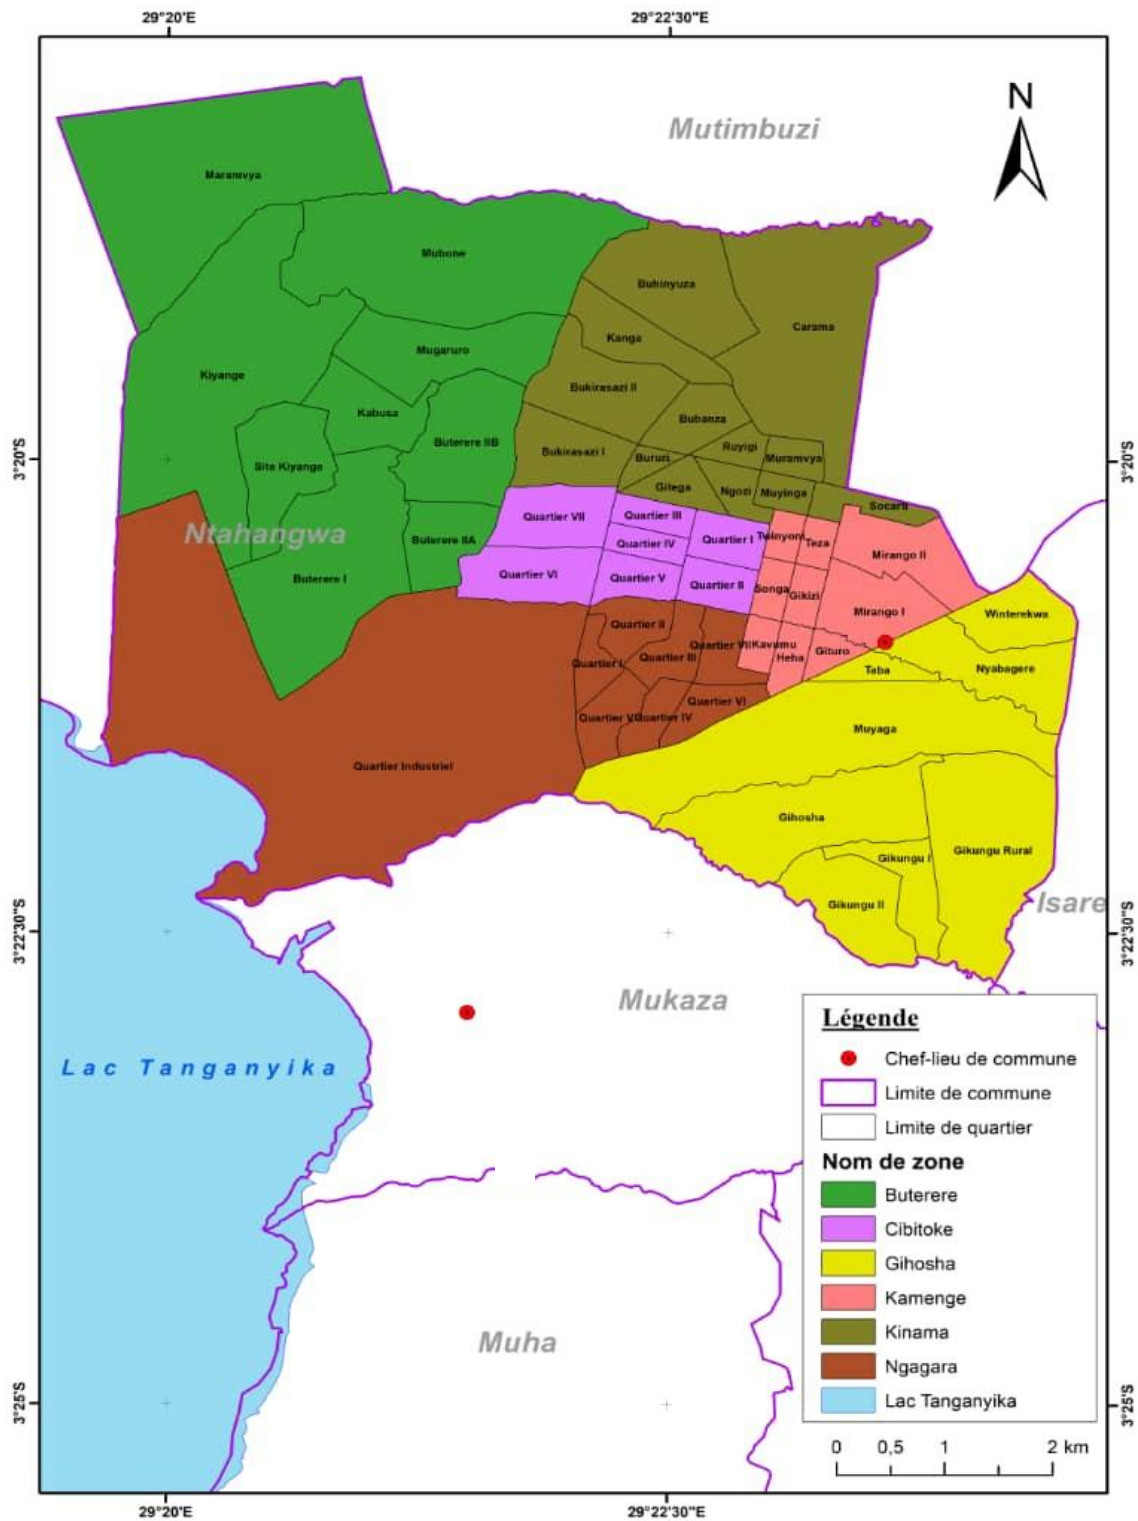 29°20'E 29°22'30"E
N
Mutimbuzi
Maramvya
Mubone
Buhinyuza
Carama
Kanga
Mugaruro
Kiyange
Bukirasazi II
Kabusa
Bubanza
Buterere IIB
Ruyigi
Bukirasazi I
Bururi
Muramvya
3°20'S 3°20'S
Site Kiyange
Gitega
Ngozi
Muyinga
Socarti
Quartier VII
Quartier III
Ntahangwa
Buterere IIA
Quartier IV
Quartier I
Twinyoni
Teza
Mirango II
Buterere I
Quartier VI
Quartier V
Quartier II
Songa
Gikizi
Mirango I
Winterekwa
Quartier II
Quartier VII
Kavumu
Quartier I
Quartier III
Heha
Gituro
Taba
Nyabagere
Quartier VI
Quartier V
Quartier IV
Muyaga
Quartier Industriel
Gihosha
Gikungu I
Gikungu Rural
Gikungu II
Isare
3°22'30"S 3°22'30"S
Mukaza
Lac Tanganyika
Muha
3°25'S 3°25'S
Légende
Chef-lieu de commune
Limite de commune
Limite de quartier
Nom de zone
Buterere
Cibitoke
Gihosha
Kamenge
Kinama
Ngagara
Lac Tanganyika
0 0,5 1 2 km
29°20'E 29°22'30"E